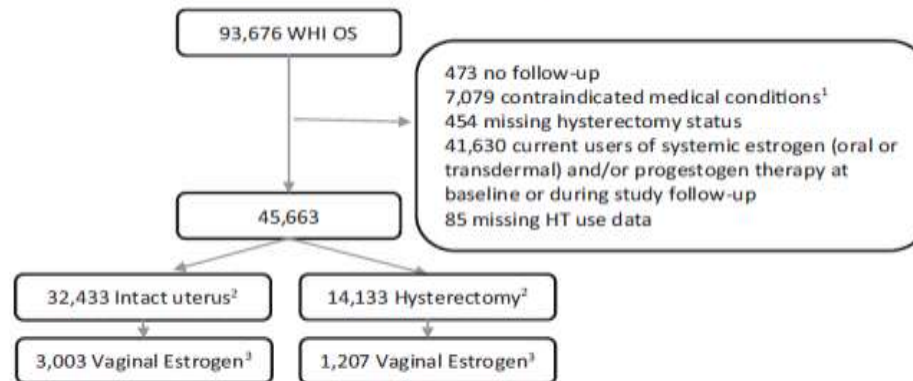 93,676 WHI OS
473 no follow-up
7,079 contraindicated medical conditions¹
454 missing hysterectomy status
41,630 current users of systemic estrogen (oral or
transdermal) and/or progestogen therapy at
baseline or during study follow-up
85 missing HT use data
45,663
32,433 Intact uterus²
14,133 Hysterectomy²
3,003 Vaginal Estrogen³
1,207 Vaginal Estrogen³